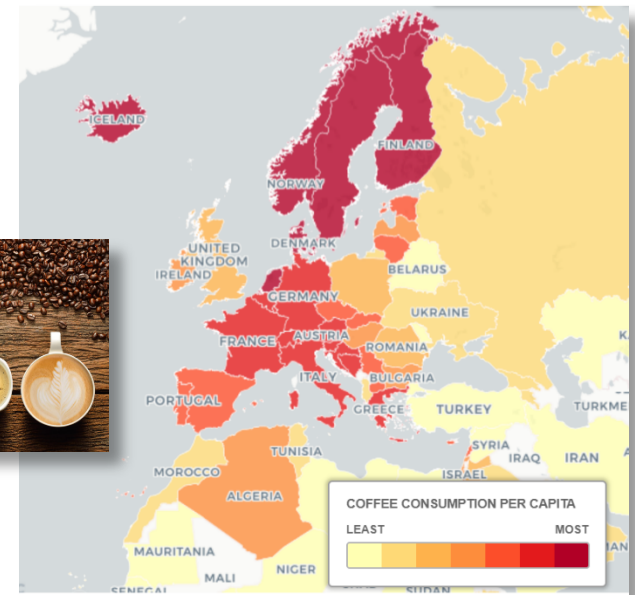 ICELAND
FINLAND
NORWAY
UNITED
KINGDOM
DENMARK
IRELAND
BELARUS
GERMANY
UKRAINE
FRANCE
AUSTRIA
ROMANIA
ITALY
BULGARIA
PORTUGAL
GREECE
TURKEY
TURKME
SYRIA
TUNISIA
IRAQ
IRAN
MOROCCO
ISRAEL
ALGERIA
COFFEE CONSUMPTION PER CAPITA
LEAST MOST
MAURITANIA
MALI
NIGER
SENEGAL
SUDAN